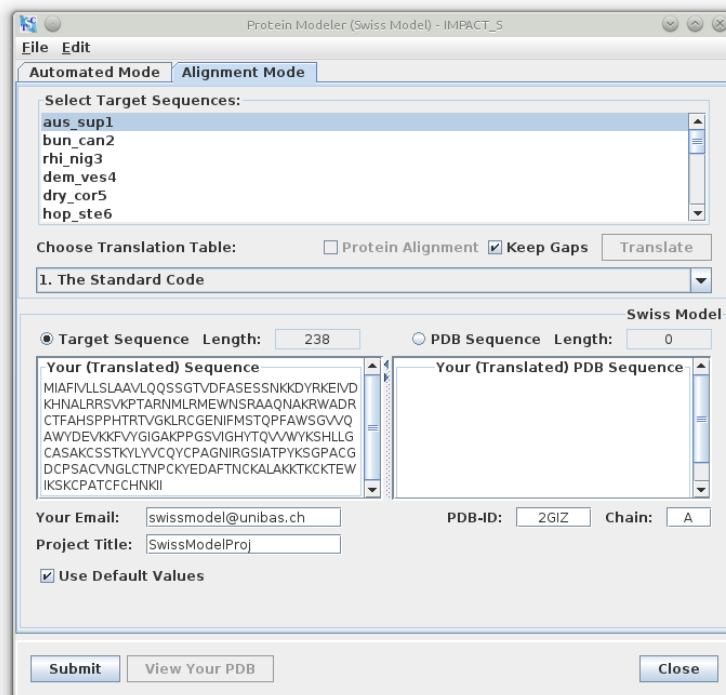 Protein Modeler (Swiss Model) - IMPACT_S
File Edit
Automated Mode Alignment Mode
Select Target Sequences:
aus_sup1
bun_can2
rhi_nig3
dem_ves4
dry_cor5
hop_ste6
Choose Translation Table: Protein Alignment Keep Gaps Translate
1. The Standard Code
Swiss Model
Target Sequence Length: 238 PDB Sequence Length: 0
Your (Translated) Sequence Your (Translated) PDB Sequence
MIAFIVLLSLAAVLQQSSGTVDFASESSNKKDYRKEIVD
KHNALRRSVKPTARNMLRMEWNSRAAQNAKRWADR
CTFAHSPPHTRTVGKLRCGENIFMSTQPFAWSGVVQ
AWYDEVKKFVYGIGAKPPGSVIGHYTQVVWYKSHLLG
CASAKCSSTKYLYVCQYCPAGNIRGSIATPYKSGPACG
DCPSACVNGLCTNPCKYEDAFTNCKALAKKTKCKTEW
IKSKCPATCFCHNKII
Your Email: swissmodel@unibas.ch PDB-ID: 2GIZ Chain: A
Project Title: SwissModelProj
Use Default Values
Submit View Your PDB Close